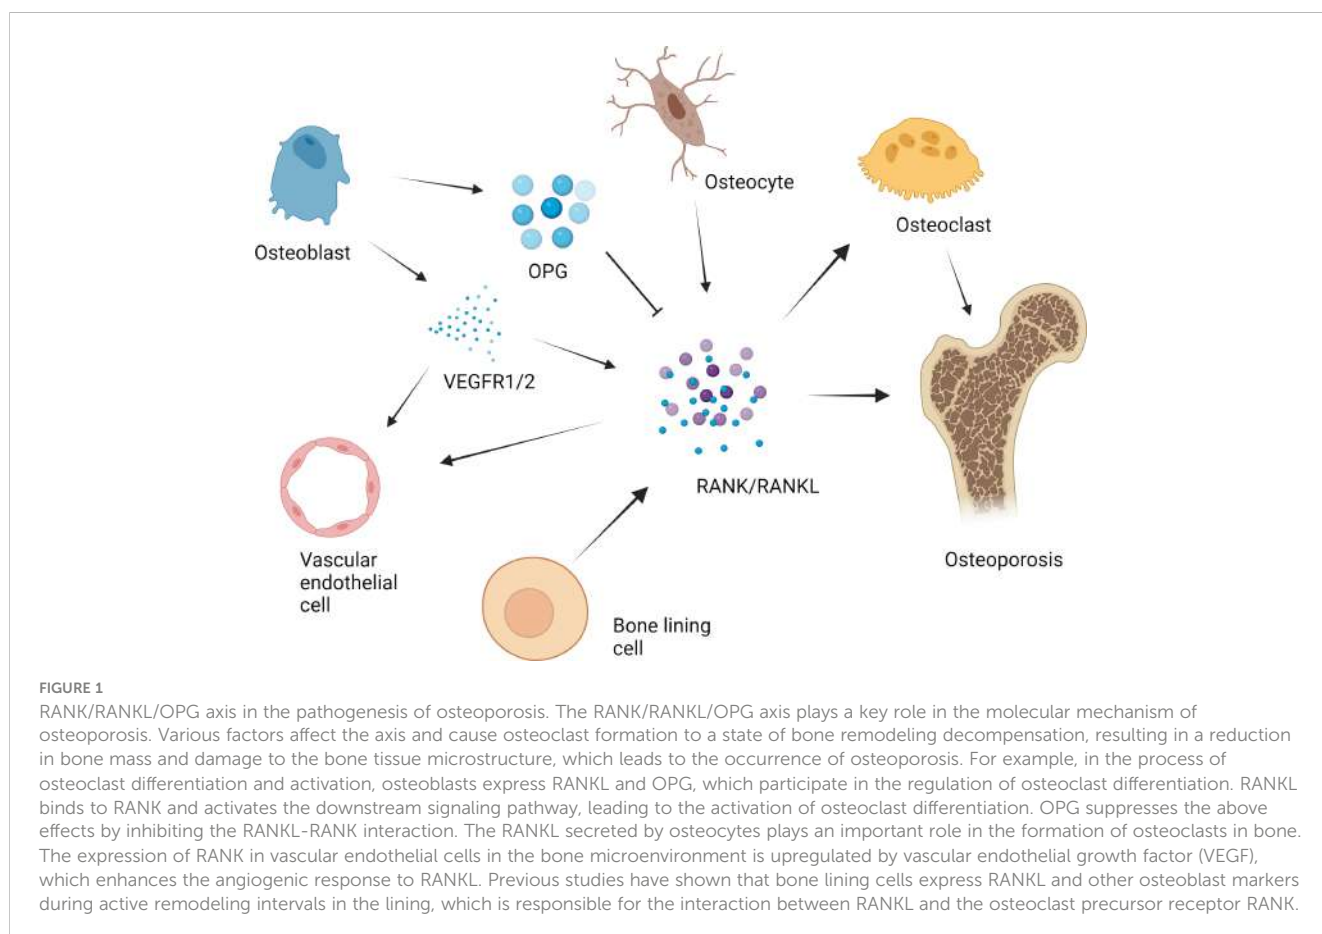 Osteocyte
Osteoclast
Osteoblast
OPG
VEGFR1/2
RANK/RANKL
Vascular
endothelial
cell
Osteoporosis
Bone lining
cell
FIGURE 1
RANK/RANKL/OPG axis in the pathogenesis of osteoporosis. The RANK/RANKL/OPG axis plays a key role in the molecular mechanism of
osteoporosis. Various factors affect the axis and cause osteoclast formation to a state of bone remodeling decompensation, resulting in a reduction
in bone mass and damage to the bone tissue microstructure, which leads to the occurrence of osteoporosis. For example, in the process of
osteoclast differentiation and activation, osteoblasts express RANKL and OPG, which participate in the regulation of osteoclast differentiation. RANKL
binds to RANK and activates the downstream signaling pathway, leading to the activation of osteoclast differentiation. OPG suppresses the above
effects by inhibiting the RANKL-RANK interaction. The RANKL secreted by osteocytes plays an important role in the formation of osteoclasts in bone.
The expression of RANK in vascular endothelial cells in the bone microenvironment is upregulated by vascular endothelial growth factor (VEGF),
which enhances the angiogenic response to RANKL. Previous studies have shown that bone lining cells express RANKL and other osteoblast markers
during active remodeling intervals in the lining, which is responsible for the interaction between RANKL and the osteoclast precursor receptor RANK.